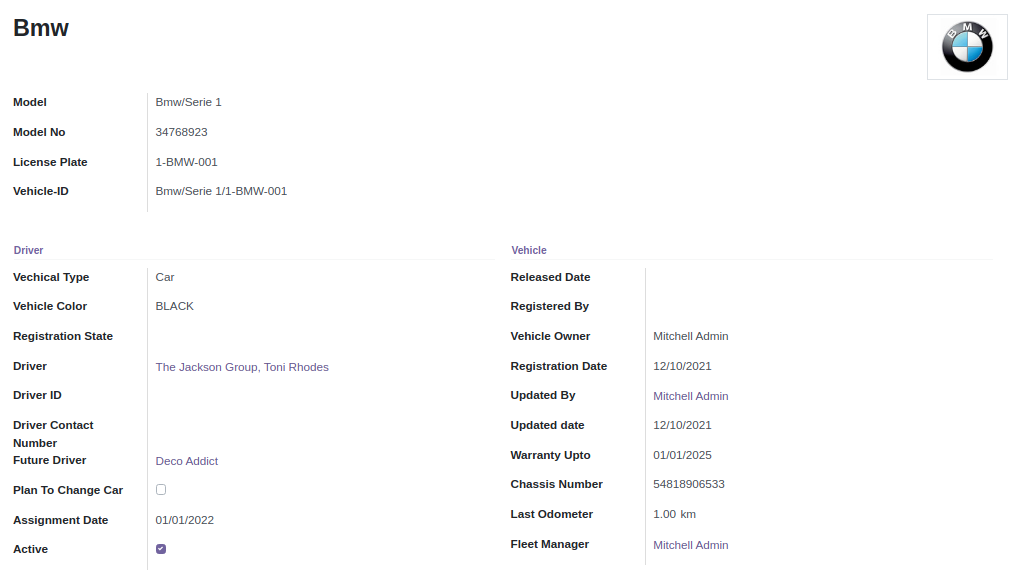 Bmw
BMW
Model Bmw/Serie 1
Model No 34768923
License Plate 1-BMW-001
Vehicle-ID Bmw/Serie 1/1-BMW-001
Driver
Vechical Type Car
Vehicle Color BLACK
Registration State
Driver The Jackson Group, Toni Rhodes
Driver ID
Driver Contact
Number
Future Driver Deco Addict
Plan To Change Car
Assignment Date 01/01/2022
Active
Vehicle
Released Date
Registered By
Vehicle Owner Mitchell Admin
Registration Date 12/10/2021
Updated By Mitchell Admin
Updated date 12/10/2021
Warranty Upto 01/01/2025
Chassis Number 54818906533
Last Odometer 1.00 km
Fleet Manager Mitchell Admin